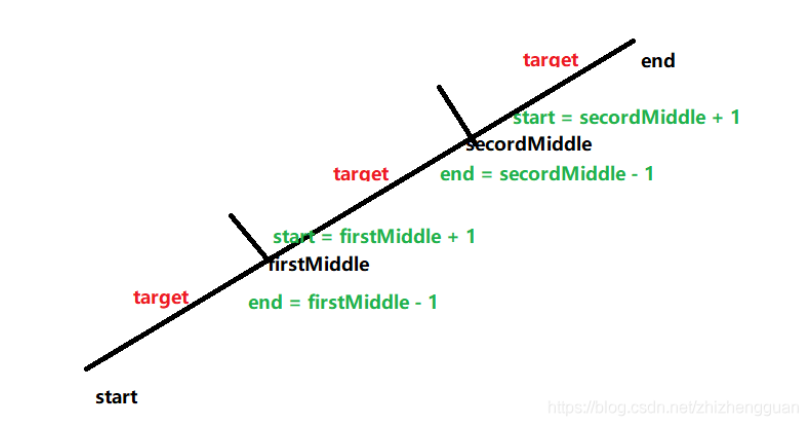 target
end
start = secordMiddle + 1
secordMiddle
target
end = secordMiddle - 1
start = firstMiddle + 1
firstMiddle
target
end = firstMiddle - 1
start
https://blog.csdn.net/zhizhengguan